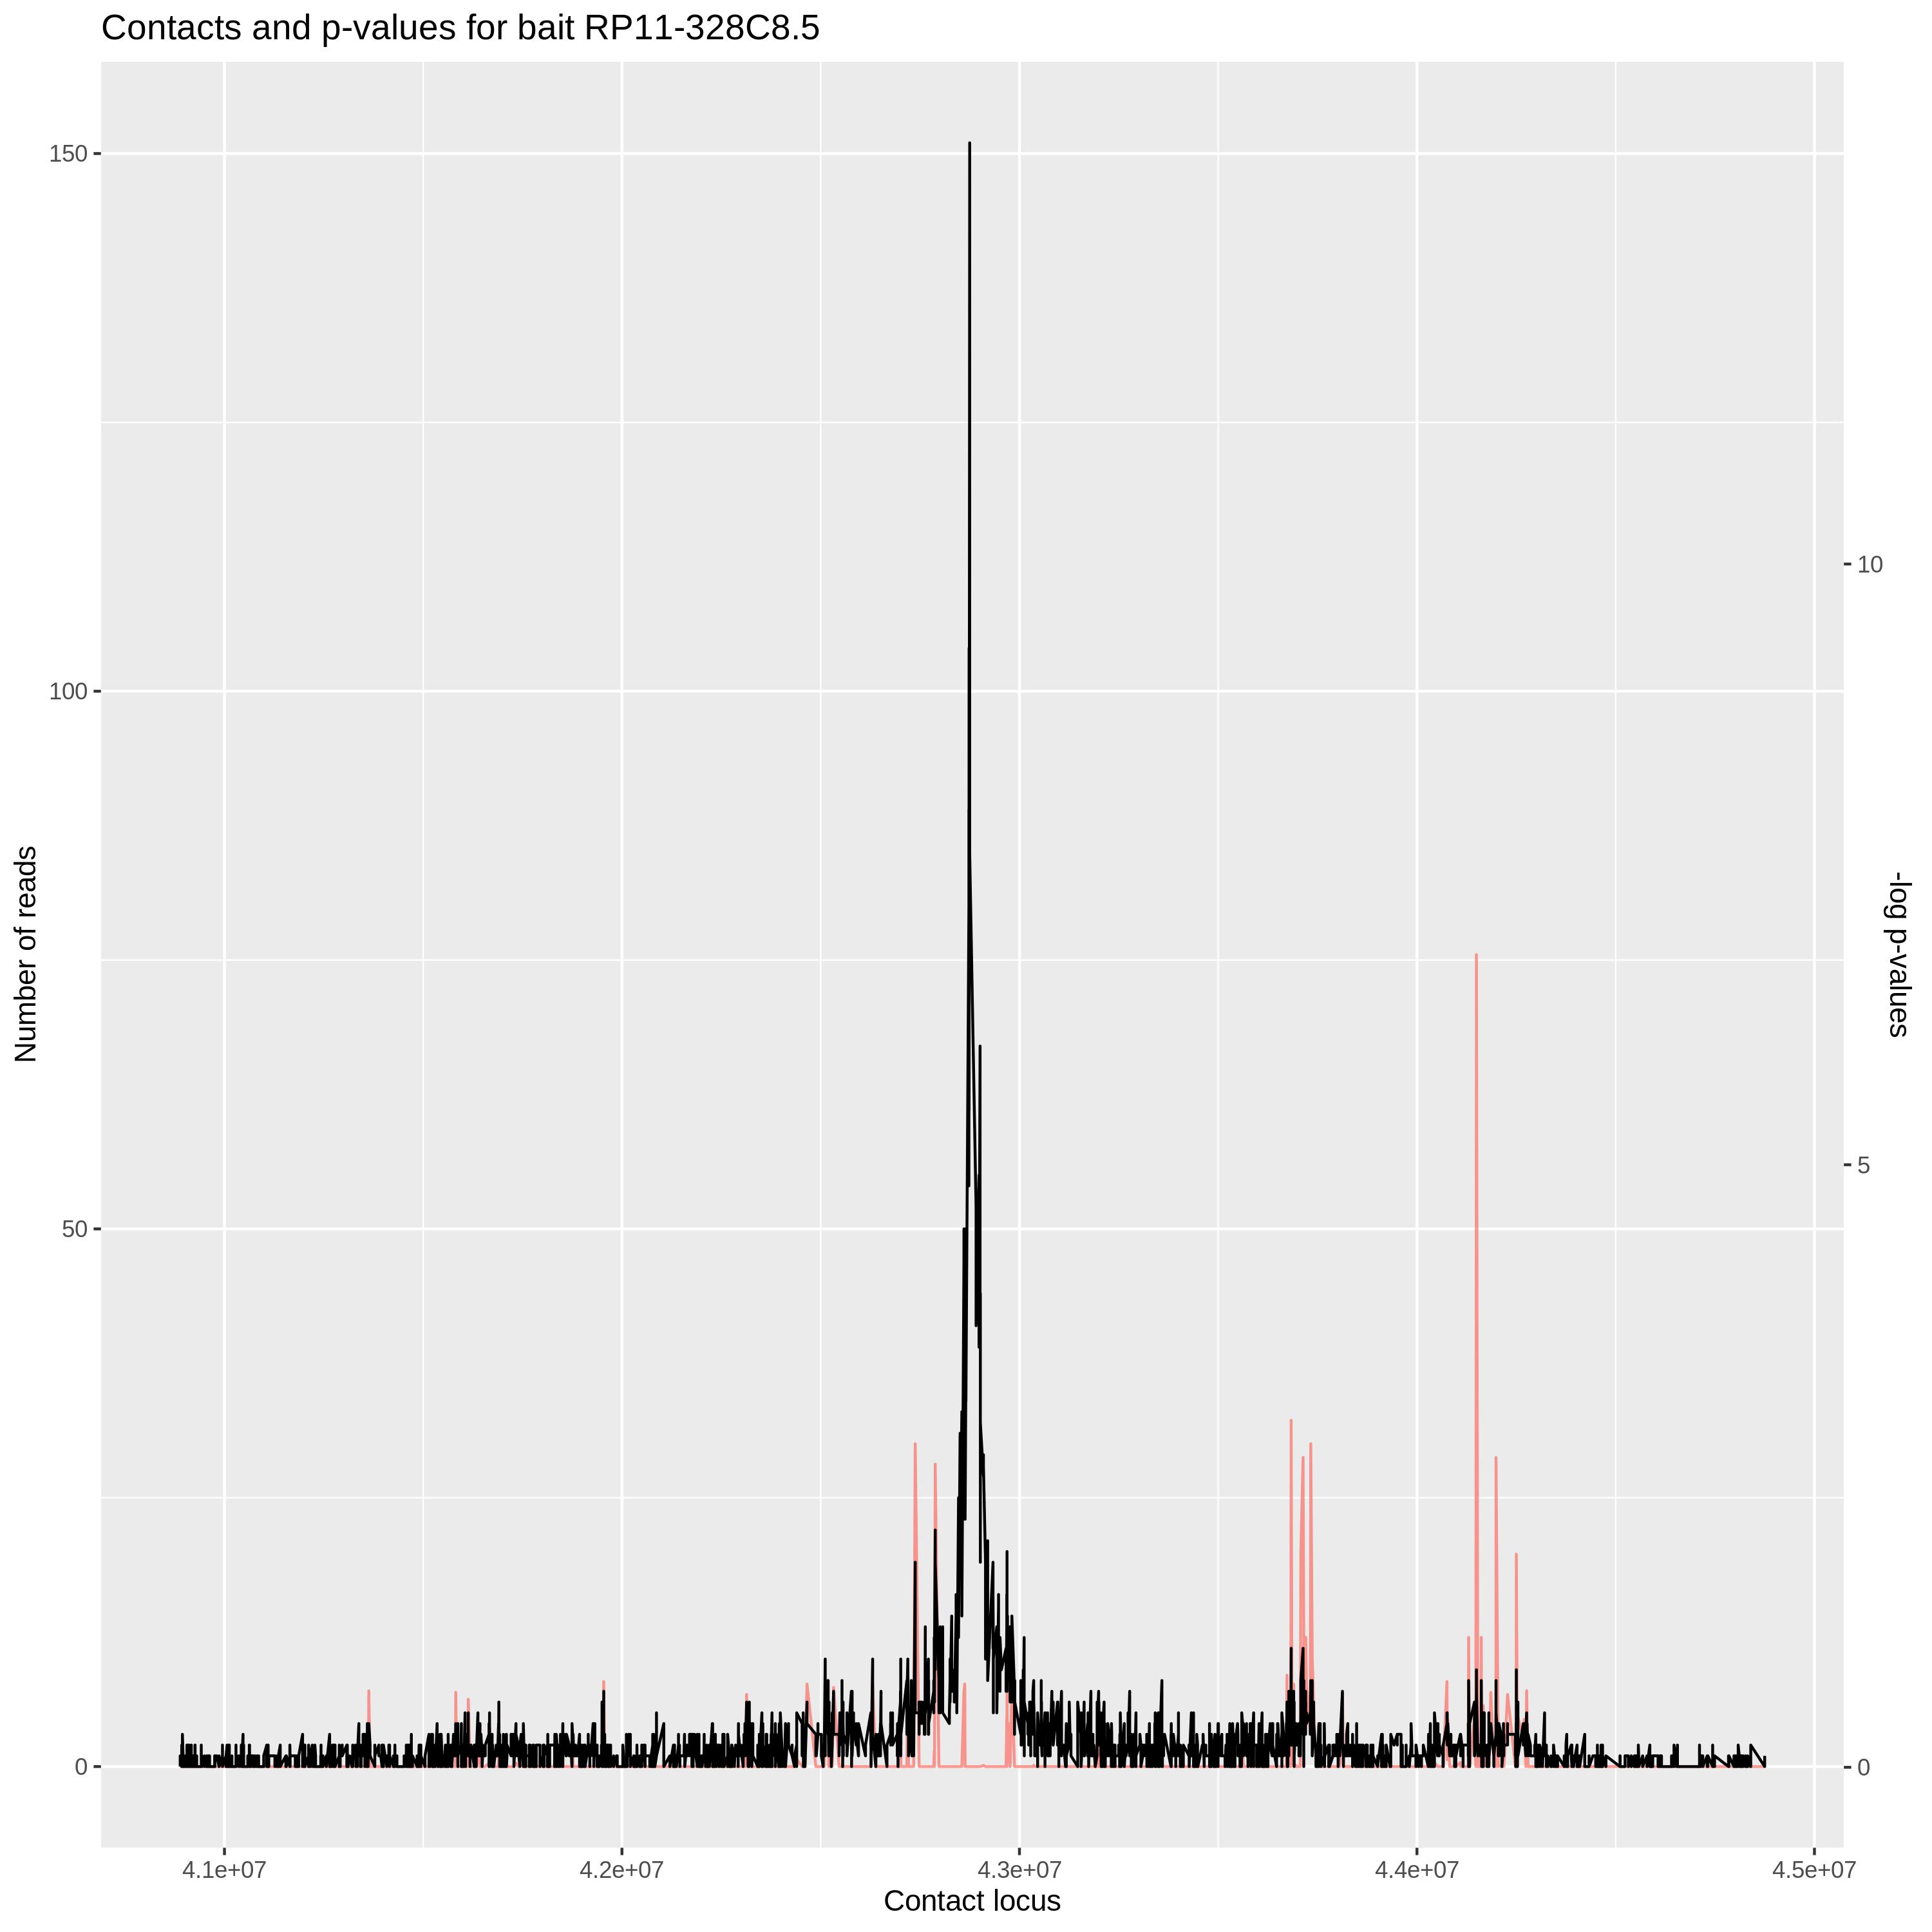 Contacts and p-values for bait RP11-328C8.5
150
100
50
0
Number of reads
10
5
0
-log p-values
4.1e+07
4.2e+07
4.3e+07
4.4e+07
4.5e+07
Contact locus